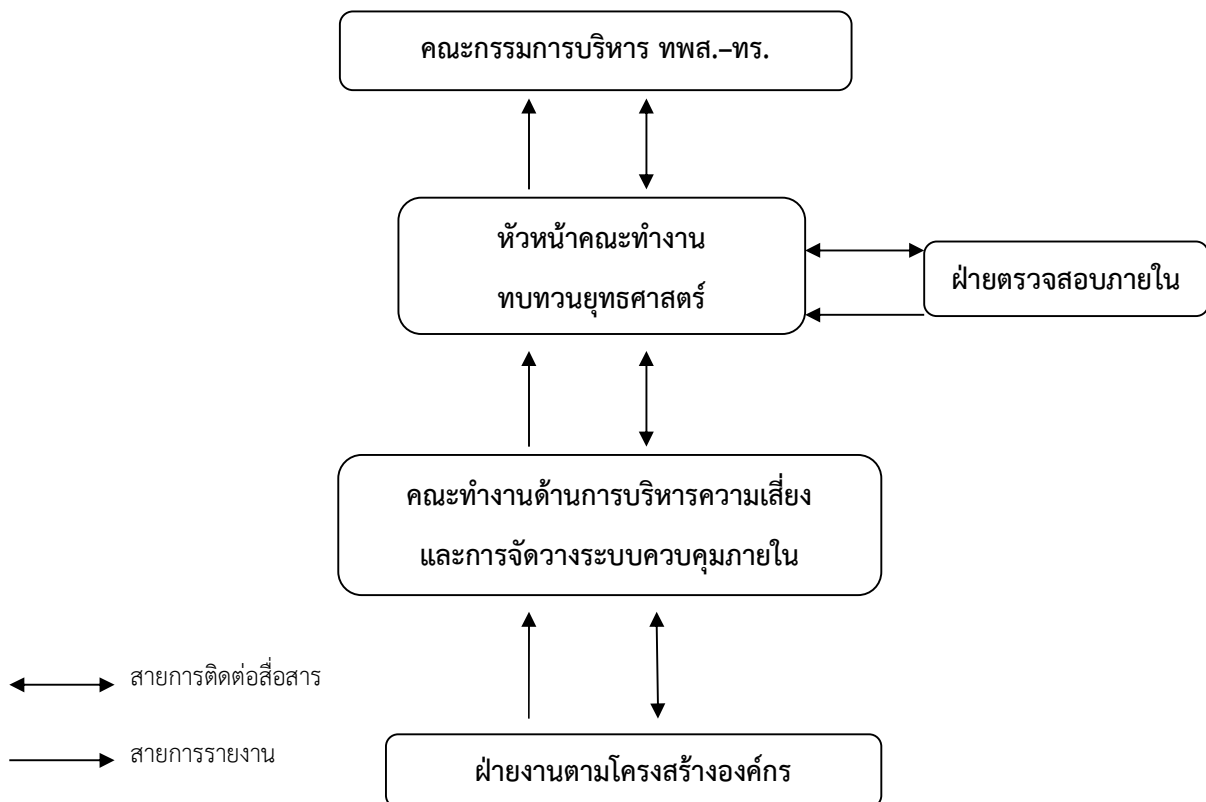 คณะกรรมการบริหาร ทพส.–ทร.
หัวหน้าคณะทำงาน
ทบทวนยุทธศาสตร์
ฝ่ายตรวจสอบภายใน
คณะทำงานด้านการบริหารความเสี่ยง
และการจัดวางระบบควบคุมภายใน
สายการติดต่อสื่อสาร
สายการรายงาน
ฝ่ายงานตามโครงสร้างองค์กร